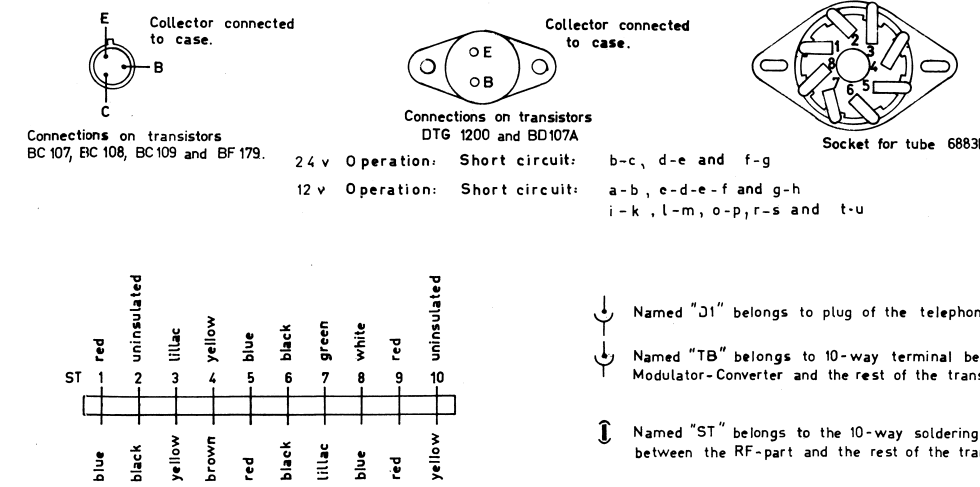 E
Collector connected
to case.
B
C
Connections on transistors
BC 107, BC 108, BC 109 and BF 179.
Collector connected
to case.
E
B
Connections on transistors
DTG 1200 and BD107A
1 2 3 4 5 6 7 8
Socket for tube 6883
24 v Operation: Short circuit: b-c, d-e and f-g
12 v Operation: Short circuit: a-b, c-d-e-f and g-h
i-k, l-m, o-p, r-s and t-u
red uninsulated lillac yellow blue black green white red uninsulated
ST 1 2 3 4 5 6 7 8 9 10
blue black yellow brown red black lillac blue red yellow
Named "J1" belongs to plug of the telephon
Named "TB" belongs to 10-way terminal be
Modulator-Converter and the rest of the trans
Named "ST" belongs to the 10-way soldering
between the RF-part and the rest of the tra